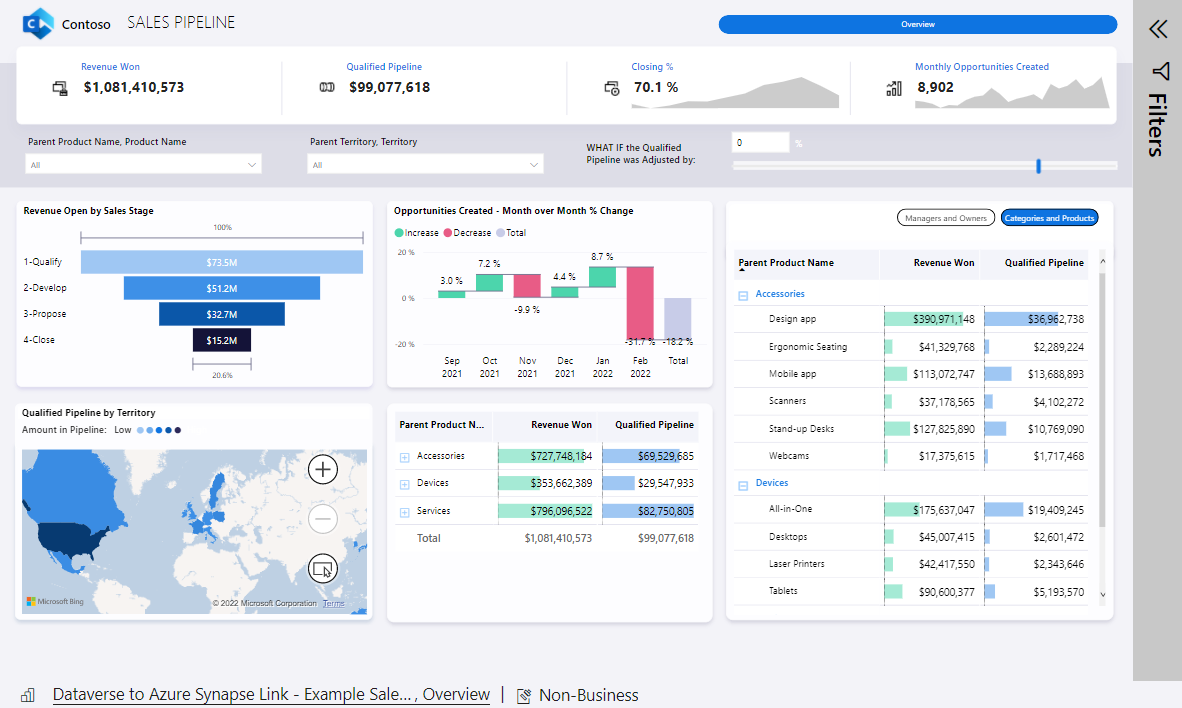 Contoso SALES PIPELINE
Overview
Filters
Revenue Won
$1,081,410,573
Qualified Pipeline
$99,077,618
Closing %
70.1 %
Monthly Opportunities Created
8,902
Parent Product Name, Product Name
All
Parent Territory, Territory
All
WHAT IF the Qualified
Pipeline was Adjusted by:
0 %
Revenue Open by Sales Stage
100%
1-Qualify $73.5M
2-Develop $51.2M
3-Propose $32.7M
4-Close $15.2M
20.6%
Opportunities Created - Month over Month % Change
Increase Decrease Total
20 %
0 %
-20 %
3.0 %
7.2 %
-9.9 %
4.4 %
8.7 %
-31.7 %
-18.2 %
Sep Oct Nov Dec Jan Feb Total
2021 2021 2021 2021 2022 2022
Managers and Owners Categories and Products
Parent Product Name Revenue Won Qualified Pipeline
Accessories
Design app $390,971,148 $36,962,738
Ergonomic Seating $41,329,768 $2,289,224
Mobile app $113,072,747 $13,688,893
Scanners $37,178,565 $4,102,272
Stand-up Desks $127,825,890 $10,769,090
Webcams $17,375,615 $1,717,468
Devices
All-in-One $175,637,047 $19,409,245
Desktops $45,007,415 $2,601,472
Laser Printers $42,417,550 $2,343,646
Tablets $90,600,377 $5,193,570
Qualified Pipeline by Territory
Amount in Pipeline: Low
Microsoft Bing
© 2022 Microsoft Corporation Terms
Parent Product N... Revenue Won Qualified Pipeline
Accessories $727,748,184 $69,529,685
Devices $353,662,389 $29,547,933
Services $796,096,522 $82,750,805
Total $1,081,410,573 $99,077,618
Dataverse to Azure Synapse Link - Example Sale... , Overview | Non-Business